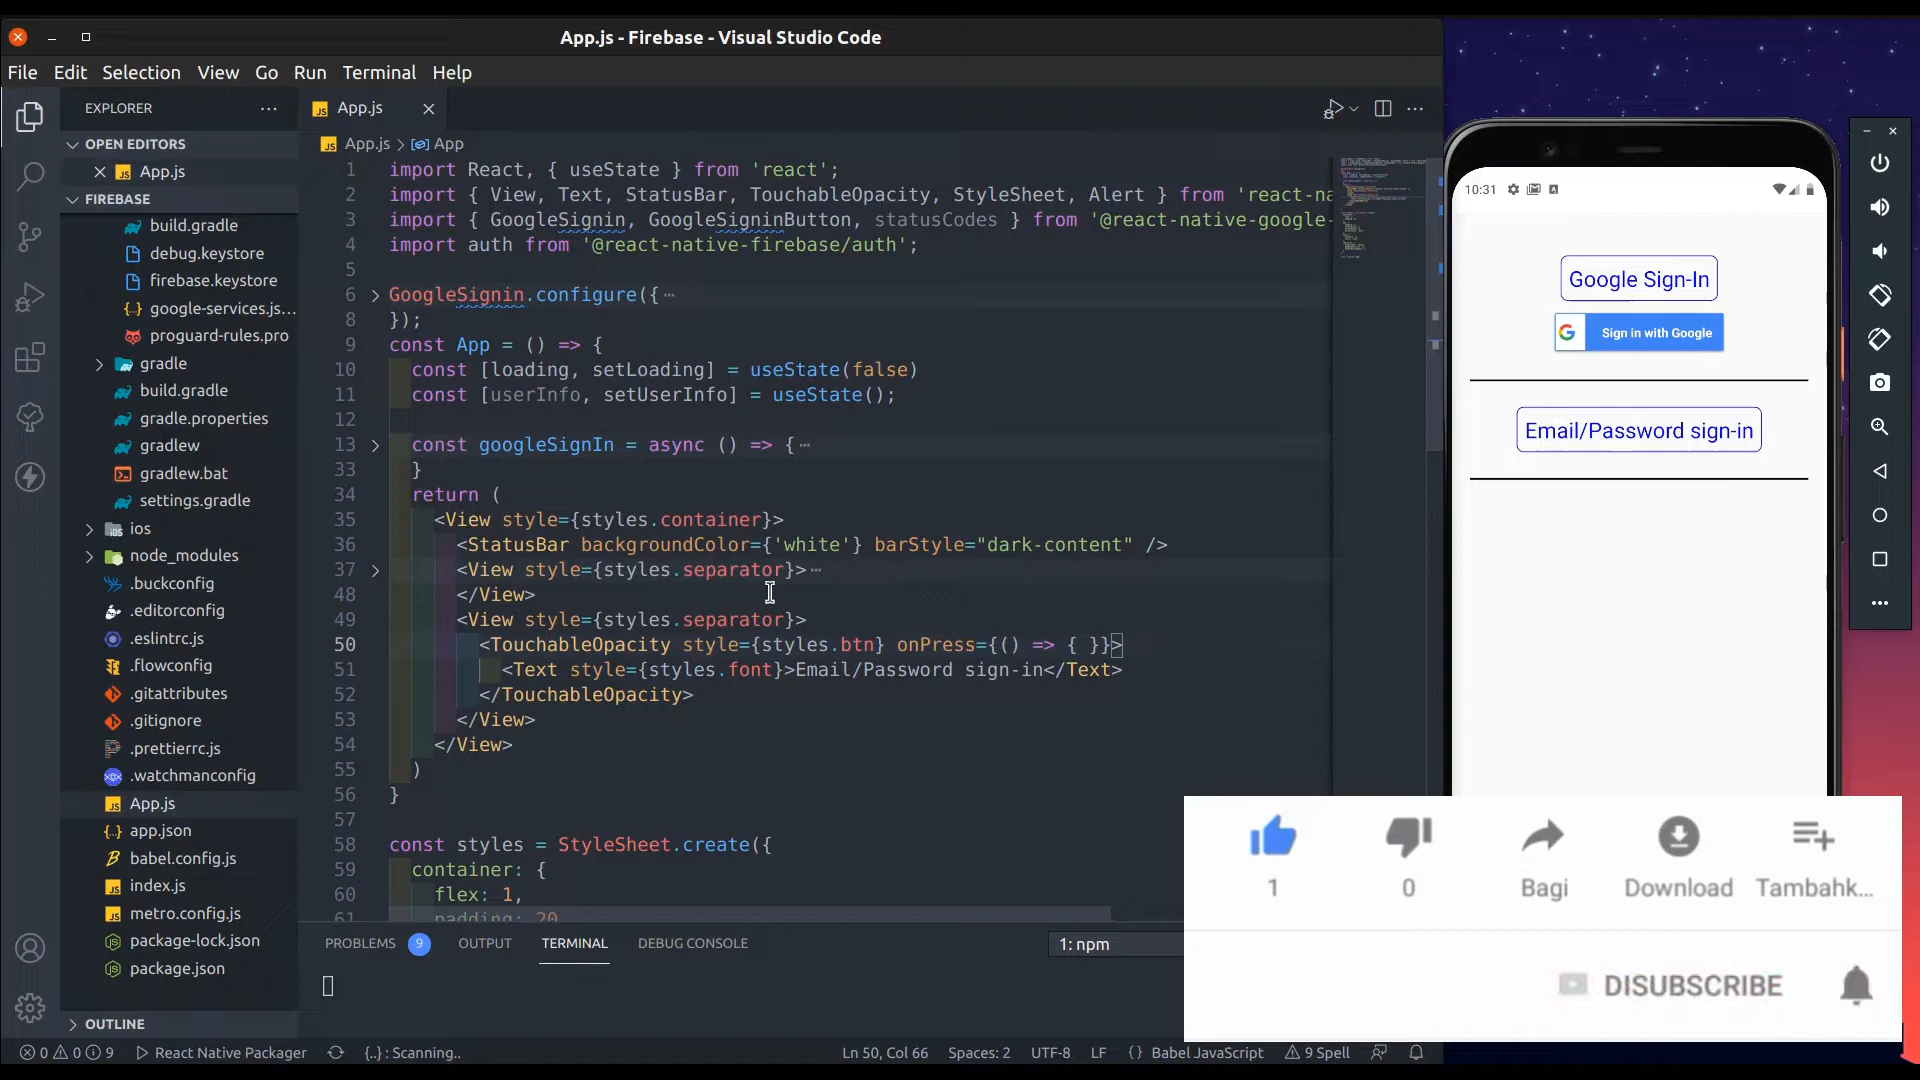 App.js - Firebase - Visual Studio Code
File Edit Selection View Go Run Terminal Help
EXPLORER
OPEN EDITORS
App.js
FIREBASE
build.gradle
debug.keystore
firebase.keystore
google-services.js...
proguard-rules.pro
gradle
build.gradle
gradle.properties
gradlew
gradlew.bat
settings.gradle
ios
node_modules
.buckconfig
.editorconfig
.eslintrc.js
.flowconfig
.gitattributes
.gitignore
.prettierrc.js
.watchmanconfig
App.js
app.json
babel.config.js
index.js
metro.config.js
package-lock.json
package.json
OUTLINE
App.js
App.js > App
1 import React, { useState } from 'react';
2 import { View, Text, StatusBar, TouchableOpacity, StyleSheet, Alert } from 'react-na
3 import { GoogleSignin, GoogleSigninButton, statusCodes } from '@react-native-google-
4 import auth from '@react-native-firebase/auth';
5
6 GoogleSignin.configure({
8 });
9 const App = () => {
10 const [loading, setLoading] = useState(false)
11 const [userInfo, setUserInfo] = useState();
12
13 const googleSignIn = async () => {
33 }
34 return (
35 <View style={styles.container}>
36 <StatusBar backgroundColor={'white'} barStyle="dark-content" />
37 <View style={styles.separator}>
48 </View>
49 <View style={styles.separator}>
50 <TouchableOpacity style={styles.btn} onPress={() => { }}>
51 <Text style={styles.font}>Email/Password sign-in</Text>
52 </TouchableOpacity>
53 </View>
54 </View>
55 )
56 }
57
58 const styles = StyleSheet.create({
59 container: {
60 flex: 1,
61 padding: 20
PROBLEMS 9 OUTPUT TERMINAL DEBUG CONSOLE
1: npm
0 0 9 React Native Packager {..} : Scanning.. Ln 50, Col 66 Spaces: 2 UTF-8 LF {} Babel JavaScript 9 Spell
10:31
Google Sign-In
G Sign in with Google
Email/Password sign-in
1 0 Bagi Download Tambahk...
DISUBSCRIBE